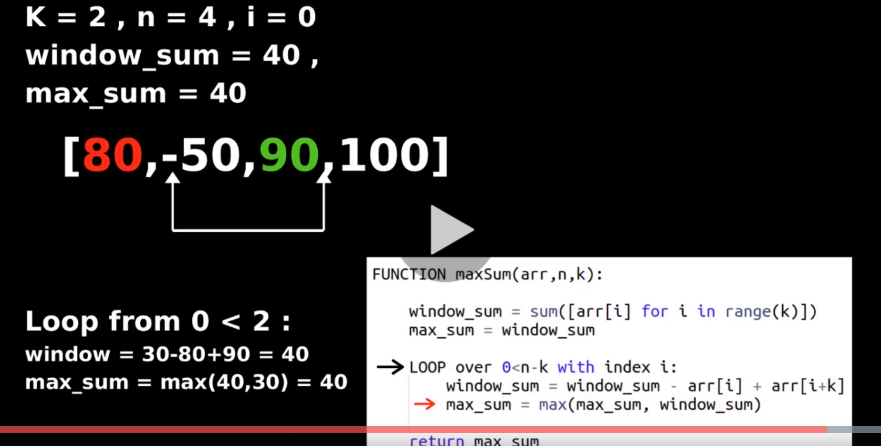 K = 2 , n = 4 , i = 0
window_sum = 40 ,
max_sum = 40
[80,-50,90,100]
Loop from 0 < 2 :
window = 30-80+90 = 40
max_sum = max(40,30) = 40
FUNCTION maxSum(arr,n,k):
window_sum = sum([arr[i] for i in range(k)])
max_sum = window_sum
LOOP over 0<n-k with index i:
window_sum = window_sum - arr[i] + arr[i+k]
max_sum = max(max_sum, window_sum)
return max_sum